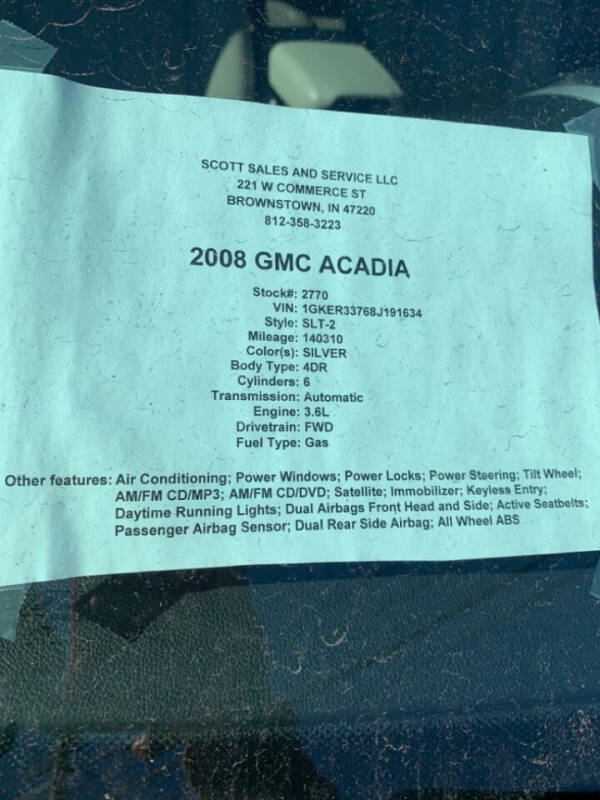 SCOTT SALES AND SERVICE LLC
221 W COMMERCE ST
BROWNSTOWN, IN 47220
812-358-3223
2008 GMC ACADIA
Stock#: 2770
VIN: 1GKER33768J191634
Style: SLT-2
Mileage: 140310
Color(s): SILVER
Body Type: 4DR
Cylinders: 6
Transmission: Automatic
Engine: 3.6L
Drivetrain: FWD
Fuel Type: Gas
Other features: Air Conditioning; Power Windows; Power Locks; Power Steering; Tilt Wheel;
AM/FM CD/MP3; AM/FM CD/DVD; Satellite; Immobilizer; Keyless Entry;
Daytime Running Lights; Dual Airbags Front Head and Side; Active Seatbelts;
Passenger Airbag Sensor; Dual Rear Side Airbag; All Wheel ABS